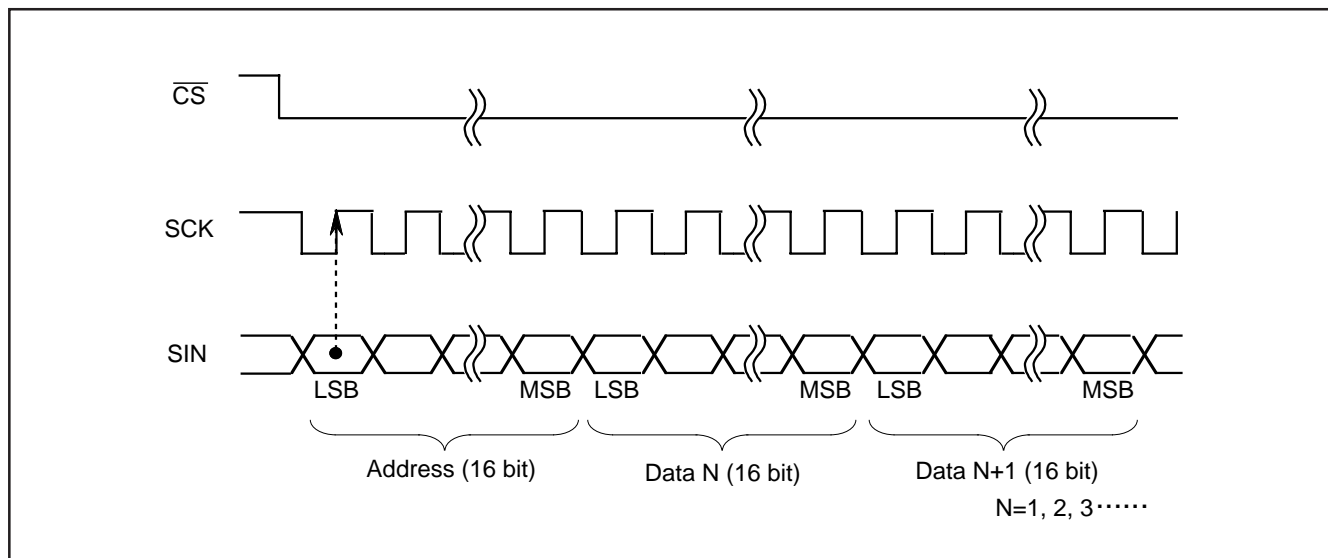 CS
SCK
SIN
LSB MSB LSB MSB LSB MSB
Address (16 bit) Data N (16 bit) Data N+1 (16 bit)
N=1, 2, 3······